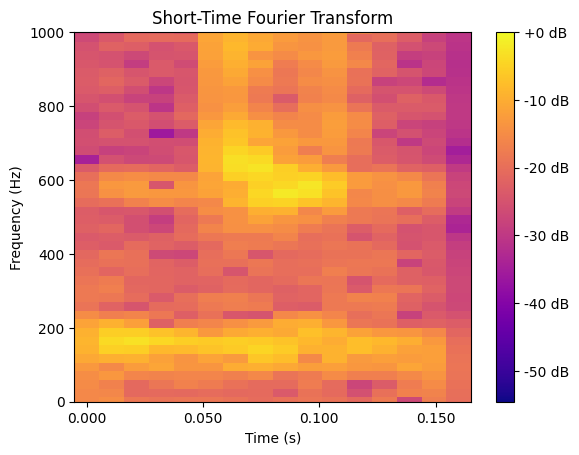 Short-Time Fourier Transform
Frequency (Hz)
1000
800
600
400
200
0
0.000
0.050
0.100
0.150
Time (s)
+0 dB
-10 dB
-20 dB
-30 dB
-40 dB
-50 dB